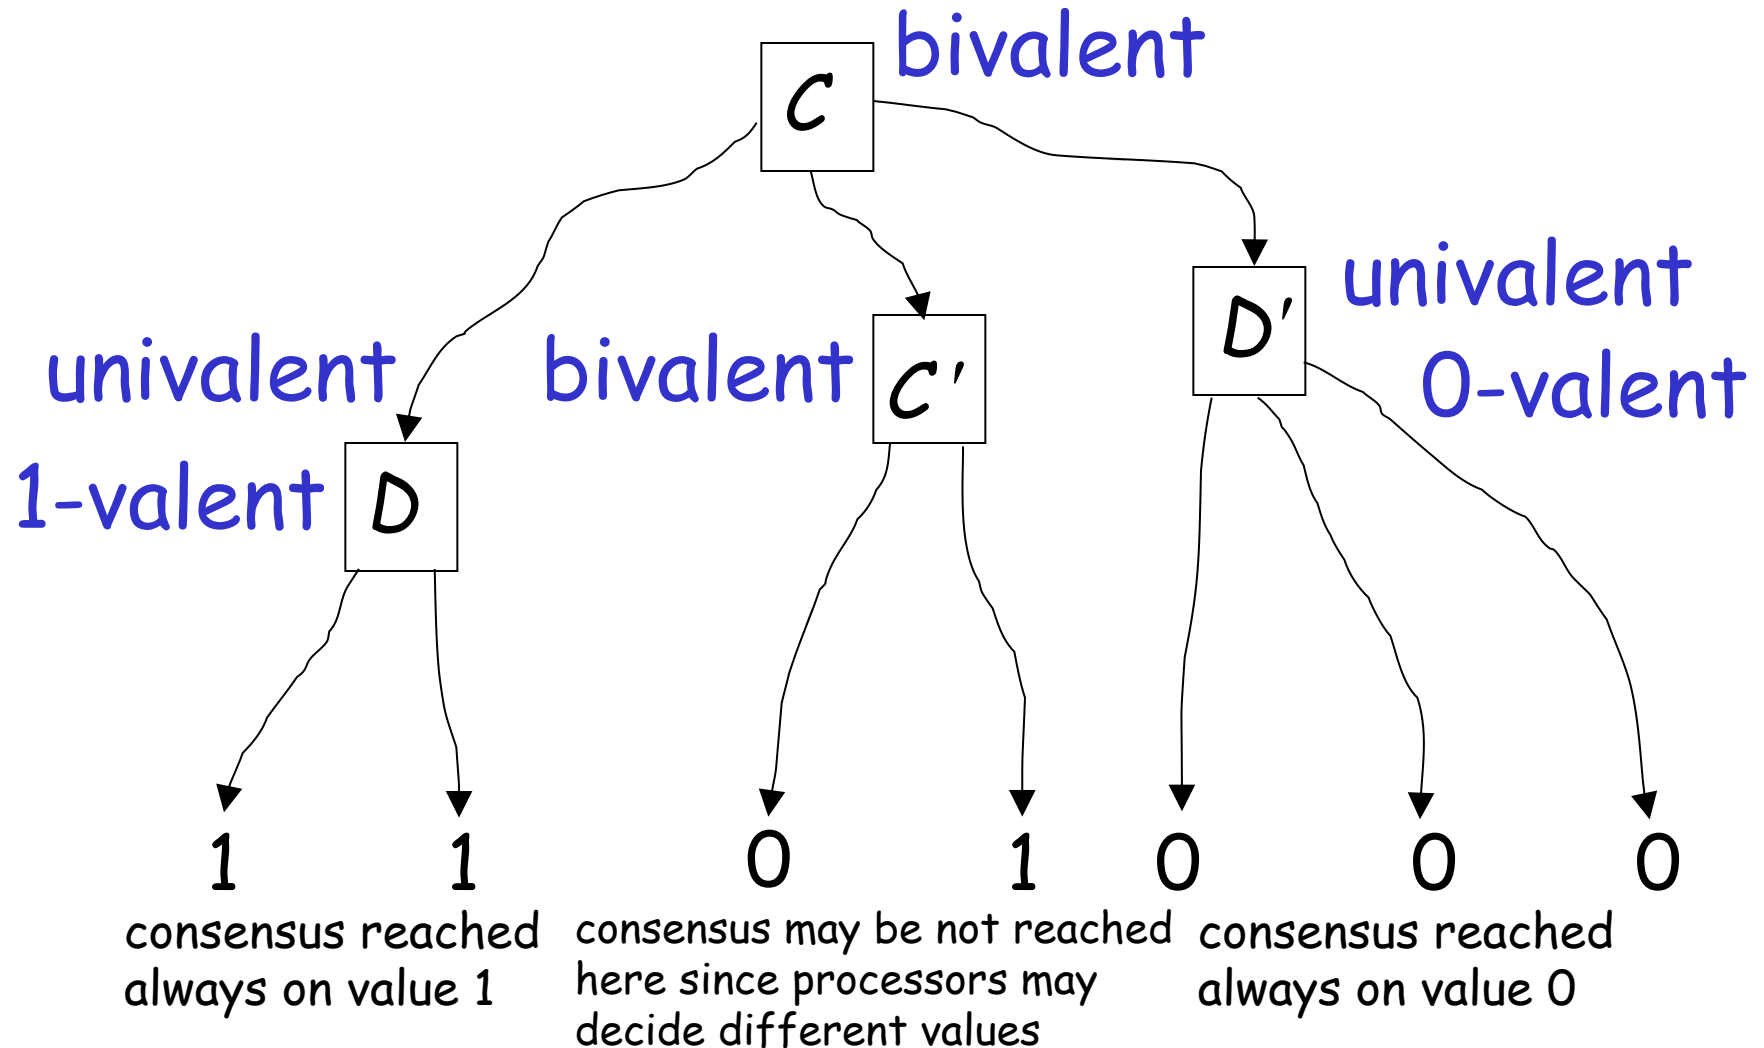 C
bivalent
univalent
1-valent
D
bivalent
C'
D'
univalent
0-valent
1
1
0
1
0
0
0
consensus reached
always on value 1
consensus may be not reached
here since processors may
decide different values
consensus reached
always on value 0